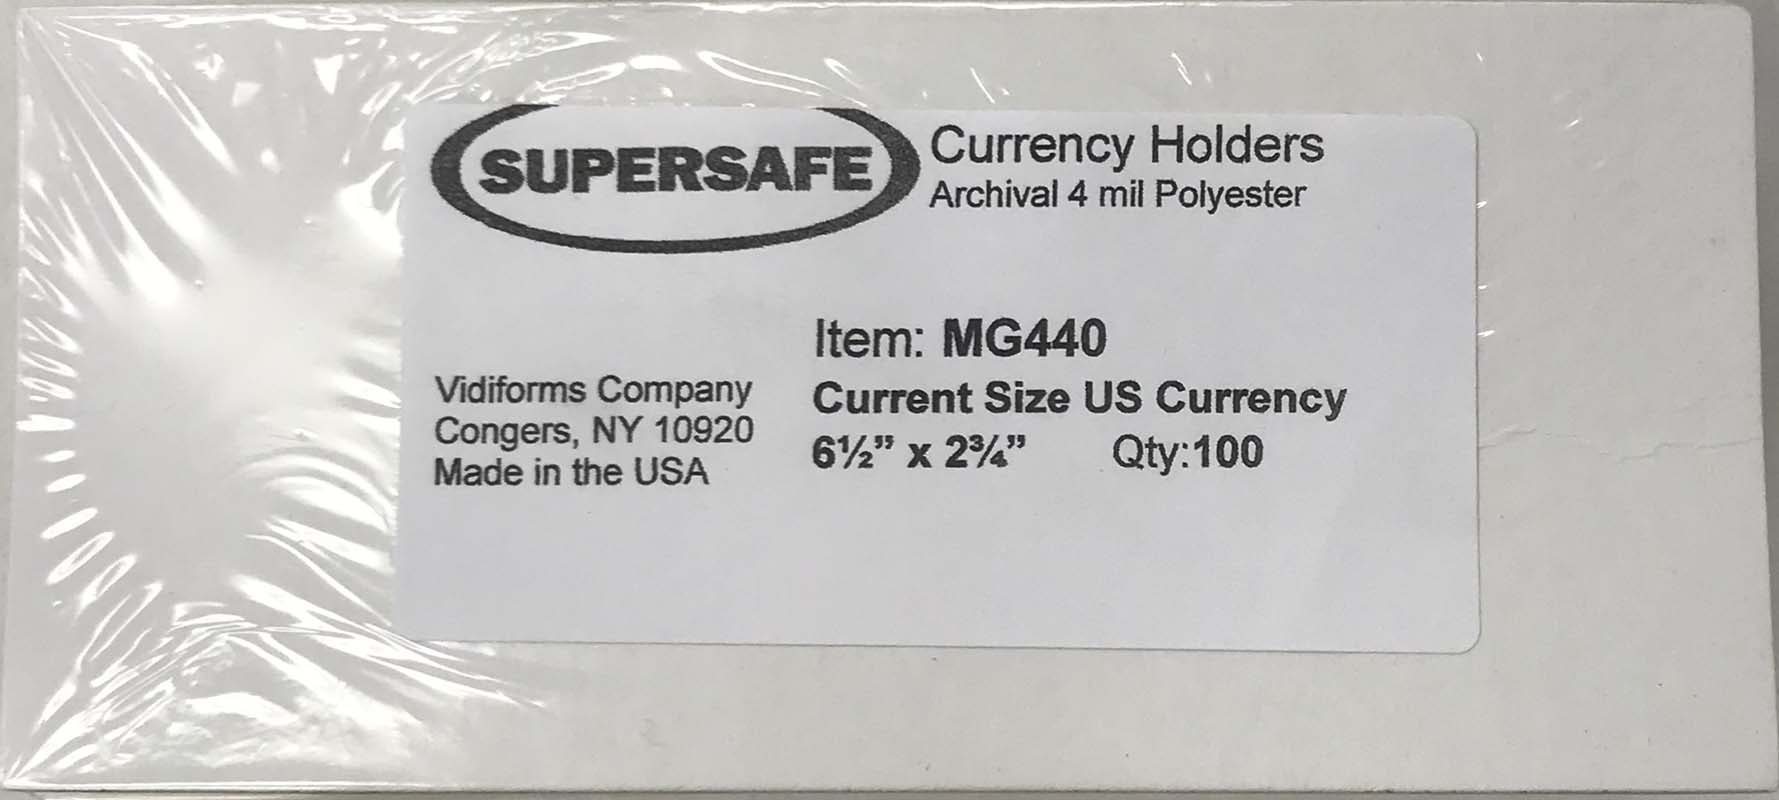 SUPERSAFE
Currency Holders
Archival 4 mil Polyester
Item: MG440
Current Size US Currency
6½” x 2¾” Qty:100
Vidiforms Company
Congers, NY 10920
Made in the USA